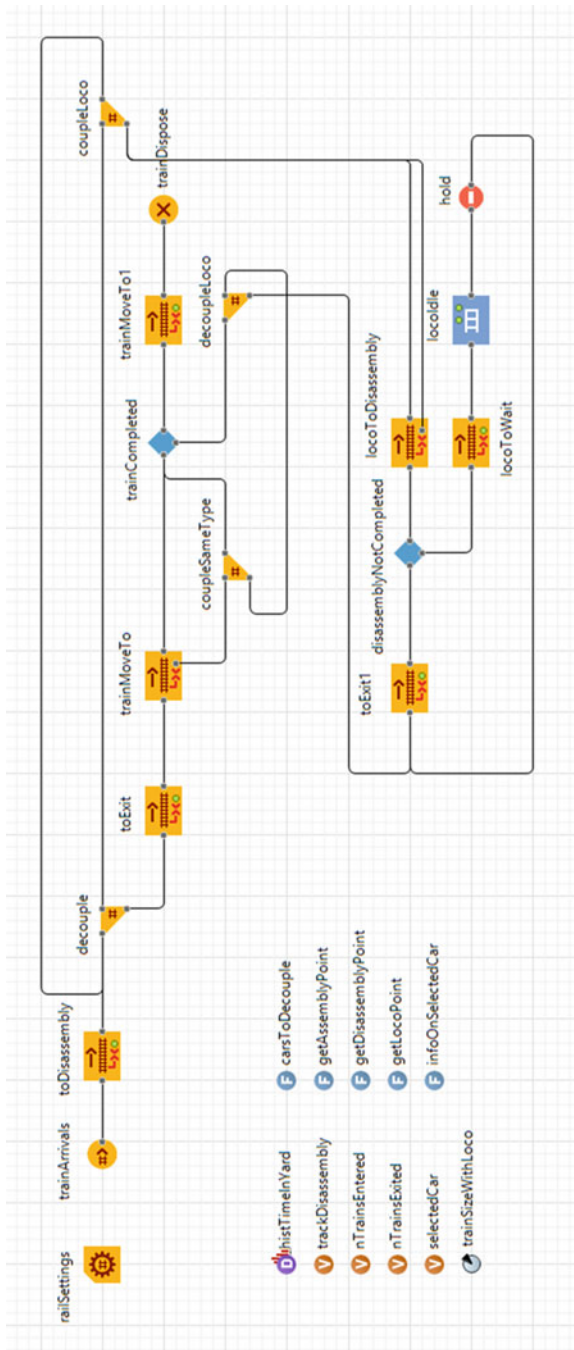 railSettings
trainArrivals
toDisassembly
decouple
coupleLoco
toExit
trainMoveTo
trainCompleted
trainMoveTo1
trainDispose
coupleSameType
decoupleLoco
toExit1
disassemblyNotCompleted
locoToDisassembly
locoToWait
locoIdle
hold
histTimeInYard
trackDisassembly
nTrainsEntered
nTrainsExited
selectedCar
trainSizeWithLoco
carsToDecouple
getAssemblyPoint
getDisassemblyPoint
getLocoPoint
infoOnSelectedCar